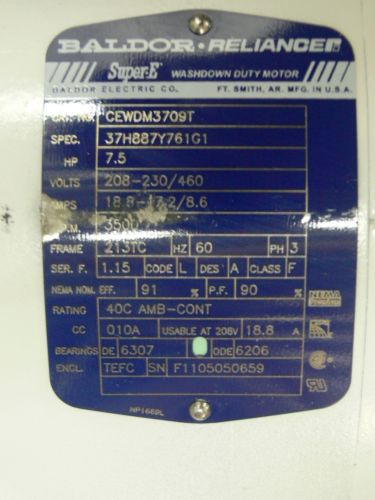 BALDOR • RELIANCE
Super-E WASHDOWN DUTY MOTOR
BALDOR ELECTRIC CO. FT. SMITH, AR. MFG. IN U.S.A.
CAT. NO. CEWDM3709T
SPEC. 37H887Y761G1
HP 7.5
VOLTS 208-230/460
AMPS 18.8-17.2/8.6
R.P.M. 3500
FRAME 213TC HZ 60 PH 3
SER. F. 1.15 CODE L DES A CLASS F
NEMA NOM. EFF. 91 % P.F. 90 %
RATING 40C AMB-CONT
CC 010A USABLE AT 208V 18.8 A
BEARINGS DE 6307 ODE 6206
ENCL. TEFC SN F1105050659
NP1669L
NEMA
Premium